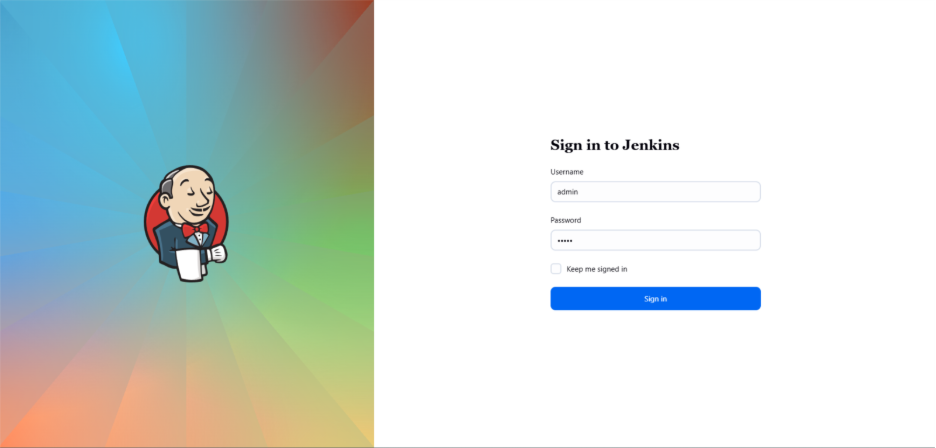 Sign in to Jenkins
Username
admin
Password
•••••
Keep me signed in
Sign in